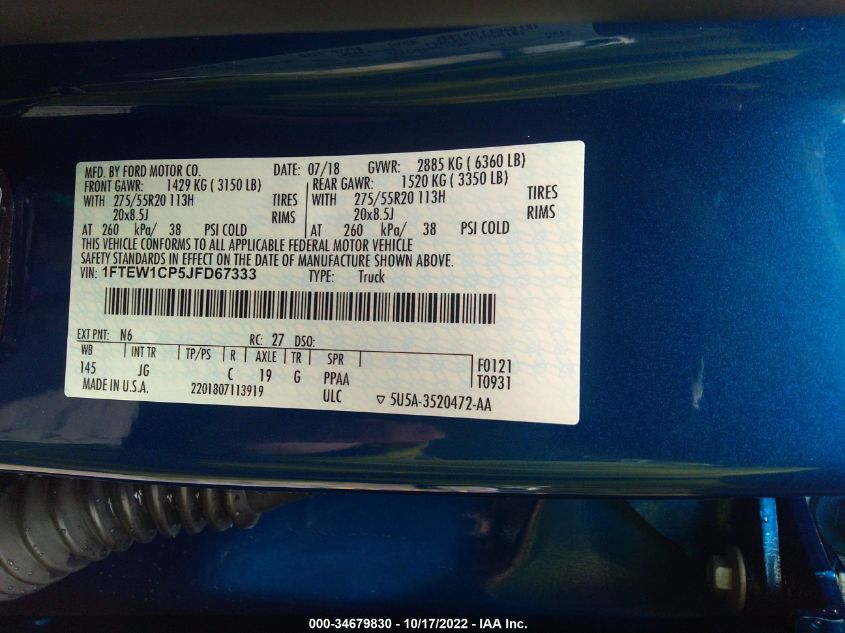 MFD. BY FORD MOTOR CO. DATE: 07/18 GVWR: 2885 KG ( 6360 LB)
FRONT GAWR: 1429 KG ( 3150 LB) REAR GAWR: 1520 KG ( 3350 LB)
WITH 275/55R20 113H TIRES WITH 275/55R20 113H TIRES
20x8.5J RIMS 20x8.5J RIMS
AT 260 kPa/ 38 PSI COLD AT 260 kPa/ 38 PSI COLD
THIS VEHICLE CONFORMS TO ALL APPLICABLE FEDERAL MOTOR VEHICLE
SAFETY STANDARDS IN EFFECT ON THE DATE OF MANUFACTURE SHOWN ABOVE.
VIN: 1FTEW1CP5JFD67333 TYPE: Truck
EXT PNT: N6 RC: 27 DSO:
WB INT TR TP/PS R AXLE TR SPR F0121
145 JG C 19 G PPAA T0931
MADE IN U.S.A. 2201807113919 ULC ▽ 5U5A-3520472-AA
000-34679830 - 10/17/2022 - IAA Inc.